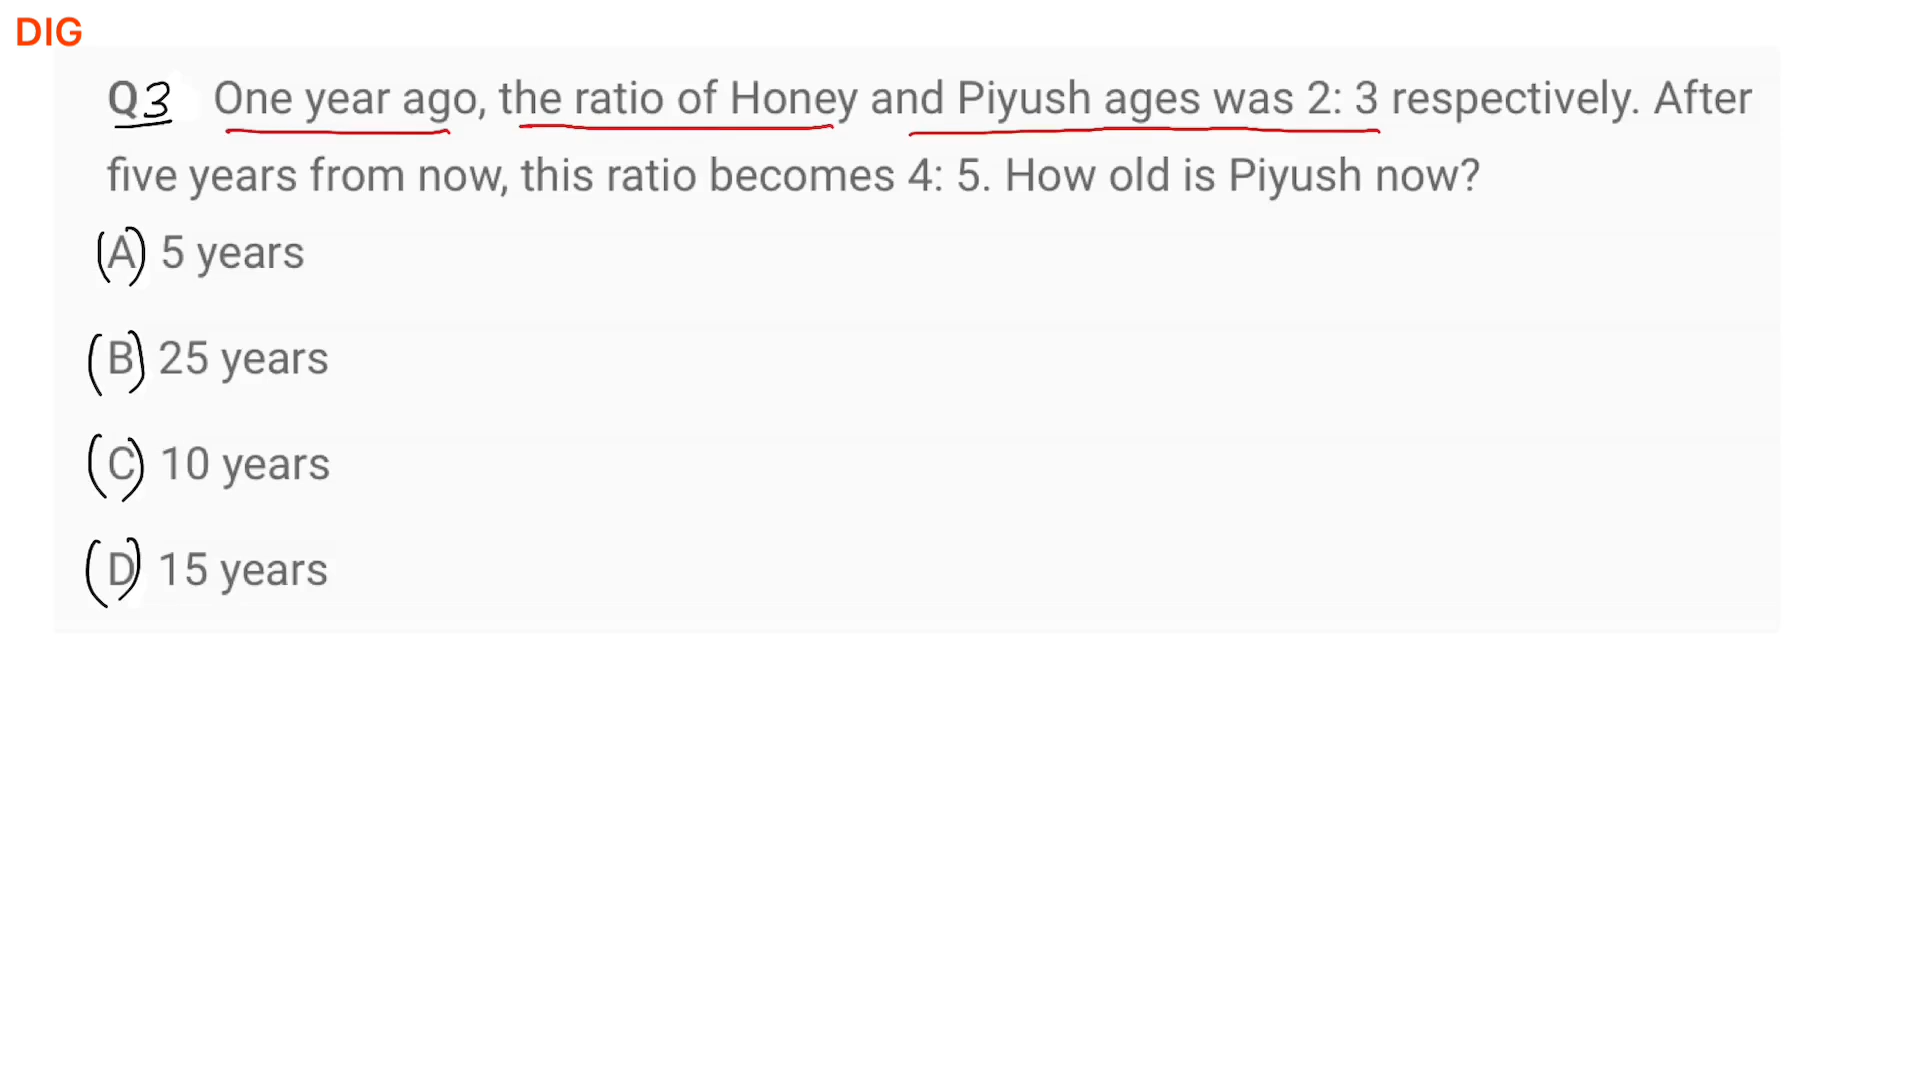 DIG
Q3 One year ago, the ratio of Honey and Piyush ages was 2: 3 respectively. After
five years from now, this ratio becomes 4: 5. How old is Piyush now?
(A) 5 years
(B) 25 years
(C) 10 years
(D) 15 years